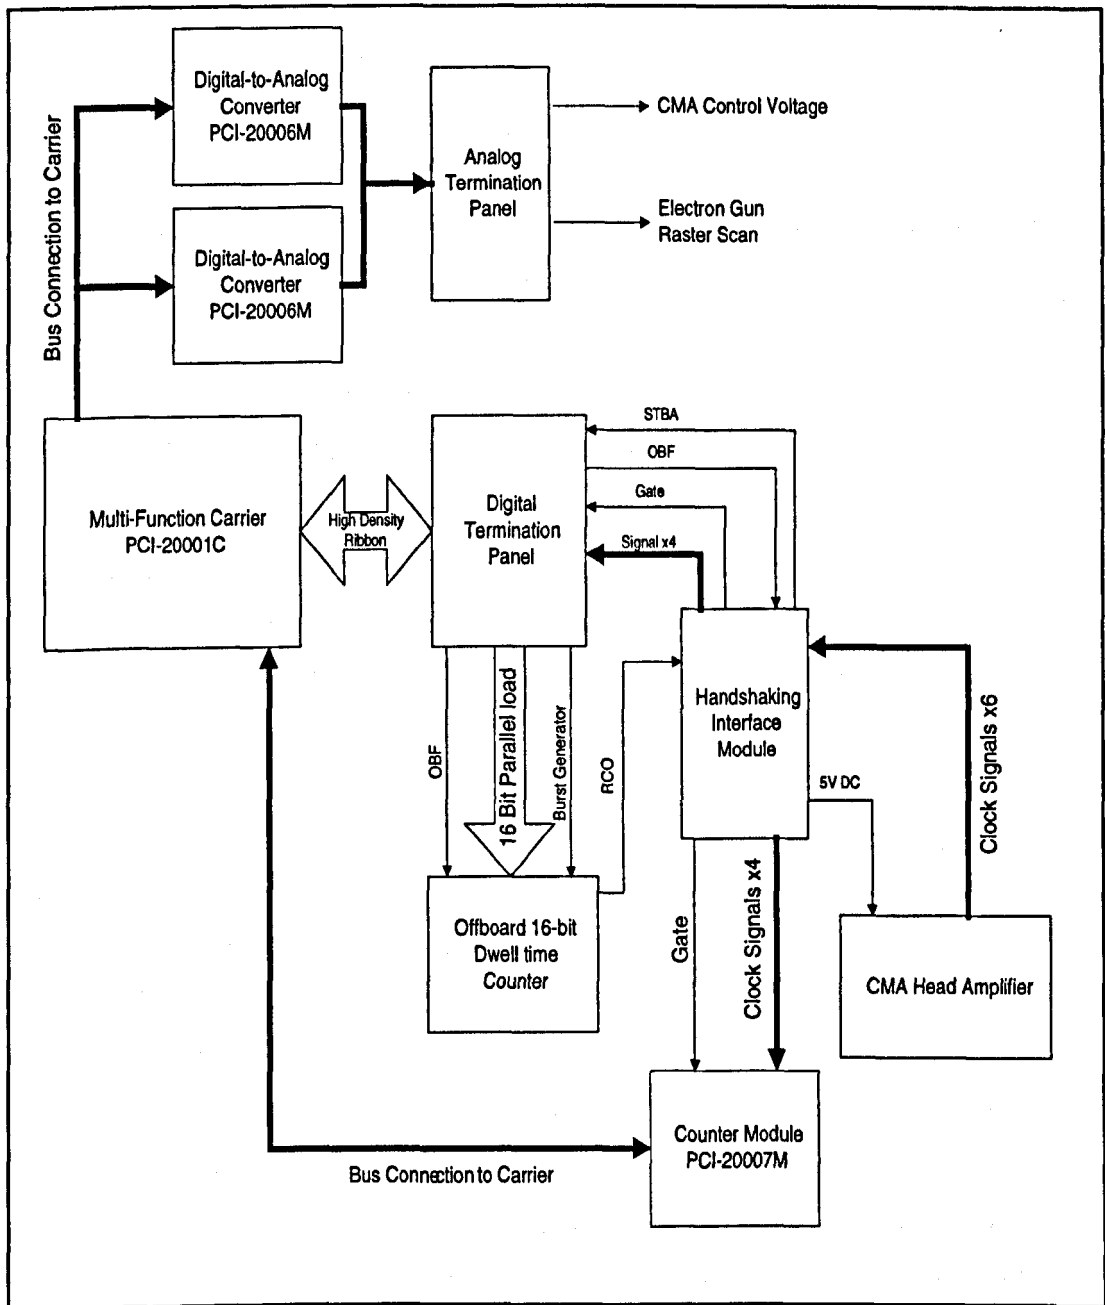 Digital-to-Analog
Converter
PCI-20006M
CMA Control Voltage
Analog
Termination
Panel
Electron Gun
Raster Scan
Bus Connection to Carrier
Digital-to-Analog
Converter
PCI-20006M
STBA
OBF
Gate
Signal x4
Multi-Function Carrier
PCI-20001C
High Density
Ribbon
Digital
Termination
Panel
Handshaking
Interface
Module
OBF
16 Bit Parallel load
Burst Generator
RCO
5V DC
Clock Signals x6
Offboard 16-bit
Dwell time
Counter
Gate
Clock Signals x4
CMA Head Amplifier
Counter Module
PCI-20007M
Bus Connection to Carrier